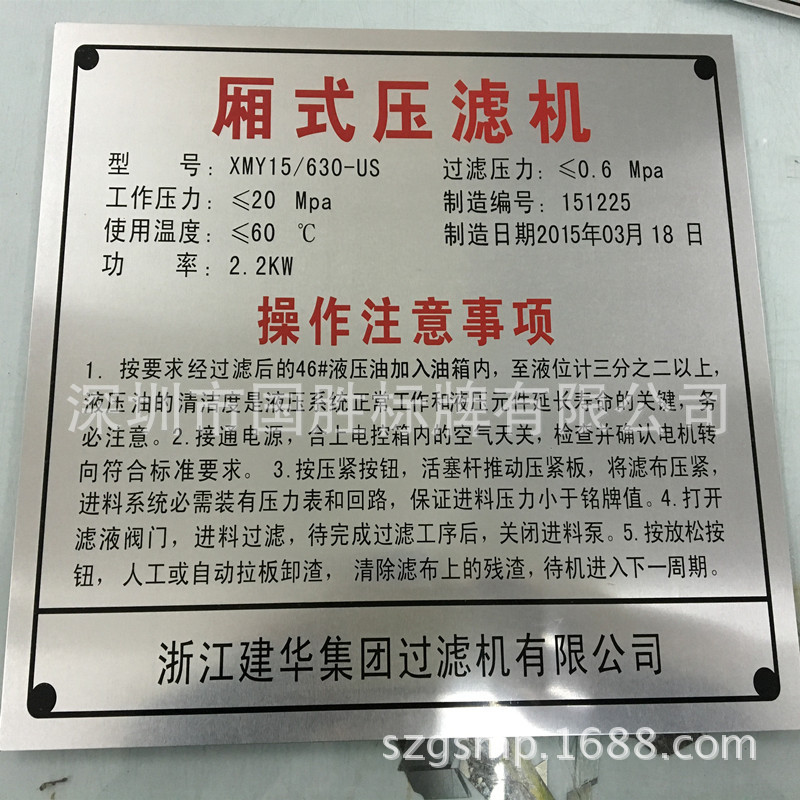 厢式压滤机
型 号: XMY15/630-US 过滤压力: ≤0.6 Mpa
工作压力: ≤20 Mpa 制造编号: 151225
使用温度: ≤60 ℃ 制造日期2015年03月18日
功 率: 2.2KW
操作注意事项
1. 按要求经过滤后的46#液压油加入油箱内, 至液位计三分之二以上,
液压油的清洁度是液压系统正常工作和液压元件延长寿命的关键, 务
必注意。2. 接通电源, 合上电控箱内的空气天关, 检查并确认电机转
向符合标准要求。 3. 按压紧按钮, 活塞杆推动压紧板, 将滤布压紧,
进料系统必需装有压力表和回路, 保证进料压力小于铭牌值。4. 打开
滤液阀门, 进料过滤, 待完成过滤工序后, 关闭进料泵。5. 按放松按
钮, 人工或自动拉板卸渣, 清除滤布上的残渣, 待机进入下一周期。
深圳市国胜标牌有限公司
浙江建华集团过滤机有限公司
szgsmp.1688.com